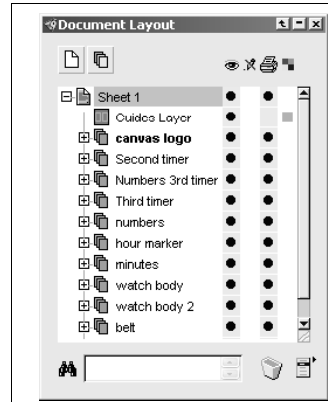 Document Layout
Sheet 1
Guides Layer
canvas logo
Second timer
Numbers 3rd timer
Third timer
numbers
hour marker
minutes
watch body
watch body 2
belt